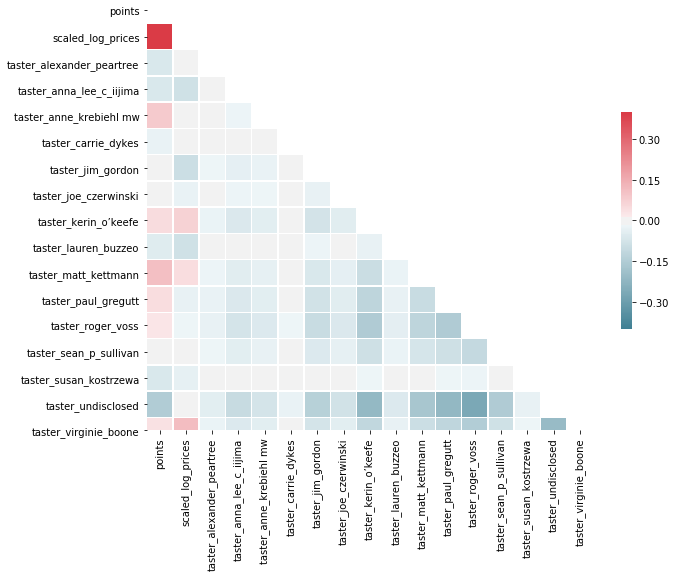 points
scaled_log_prices
taster_alexander_peartree
taster_anna_lee_c_iijima
taster_anne_krebiehl mw
taster_carrie_dykes
taster_jim_gordon
taster_joe_czerwinski
taster_kerin_o’keefe
taster_lauren_buzzeo
taster_matt_kettmann
taster_paul_gregutt
taster_roger_voss
taster_sean_p_sullivan
taster_susan_kostrzewa
taster_undisclosed
taster_virginie_boone
points
scaled_log_prices
taster_alexander_peartree
taster_anna_lee_c_iijima
taster_anne_krebiehl mw
taster_carrie_dykes
taster_jim_gordon
taster_joe_czerwinski
taster_kerin_o’keefe
taster_lauren_buzzeo
taster_matt_kettmann
taster_paul_gregutt
taster_roger_voss
taster_sean_p_sullivan
taster_susan_kostrzewa
taster_undisclosed
taster_virginie_boone
0.30
0.15
0.00
−0.15
−0.30